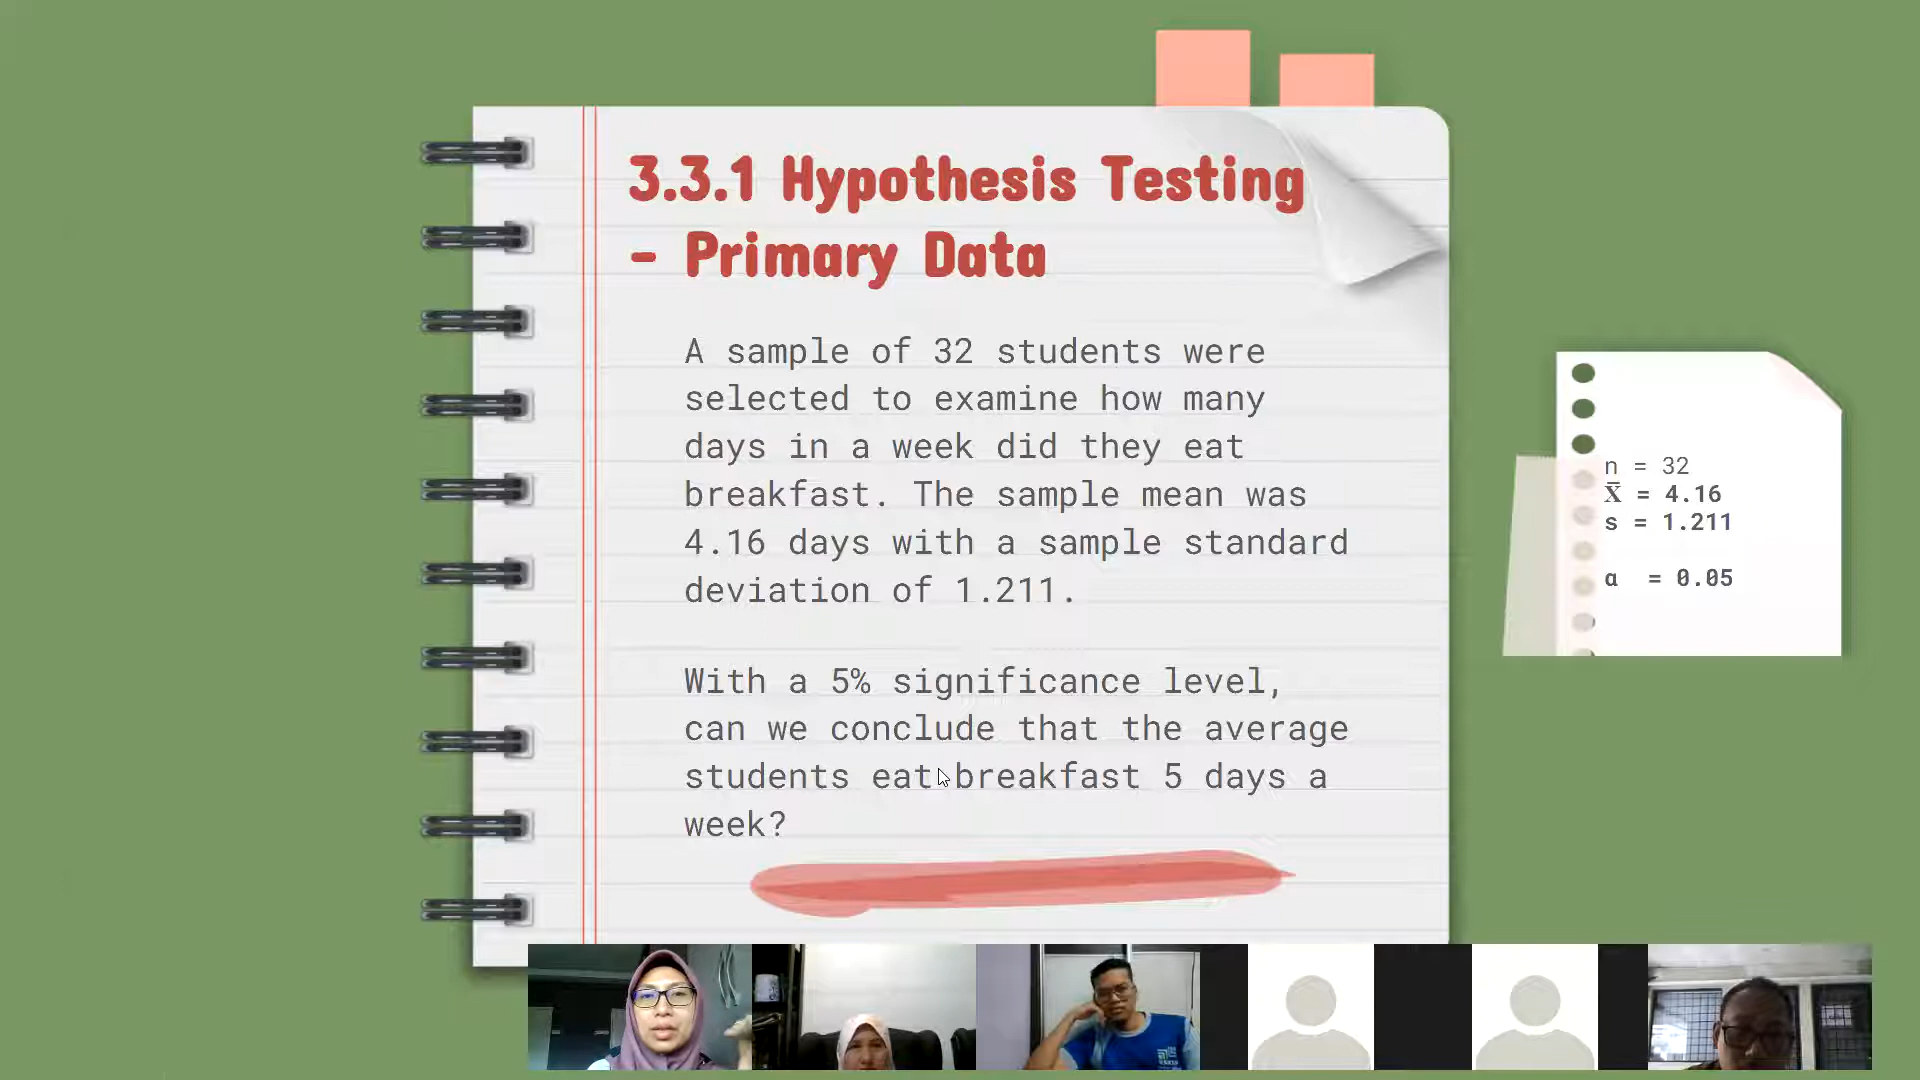 3.3.1 Hypothesis Testing
- Primary Data
A sample of 32 students were
selected to examine how many
days in a week did they eat
breakfast. The sample mean was
4.16 days with a sample standard
deviation of 1.211.
With a 5% significance level,
can we conclude that the average
students eat breakfast 5 days a
week?
n = 32
X̄ = 4.16
s = 1.211
α = 0.05